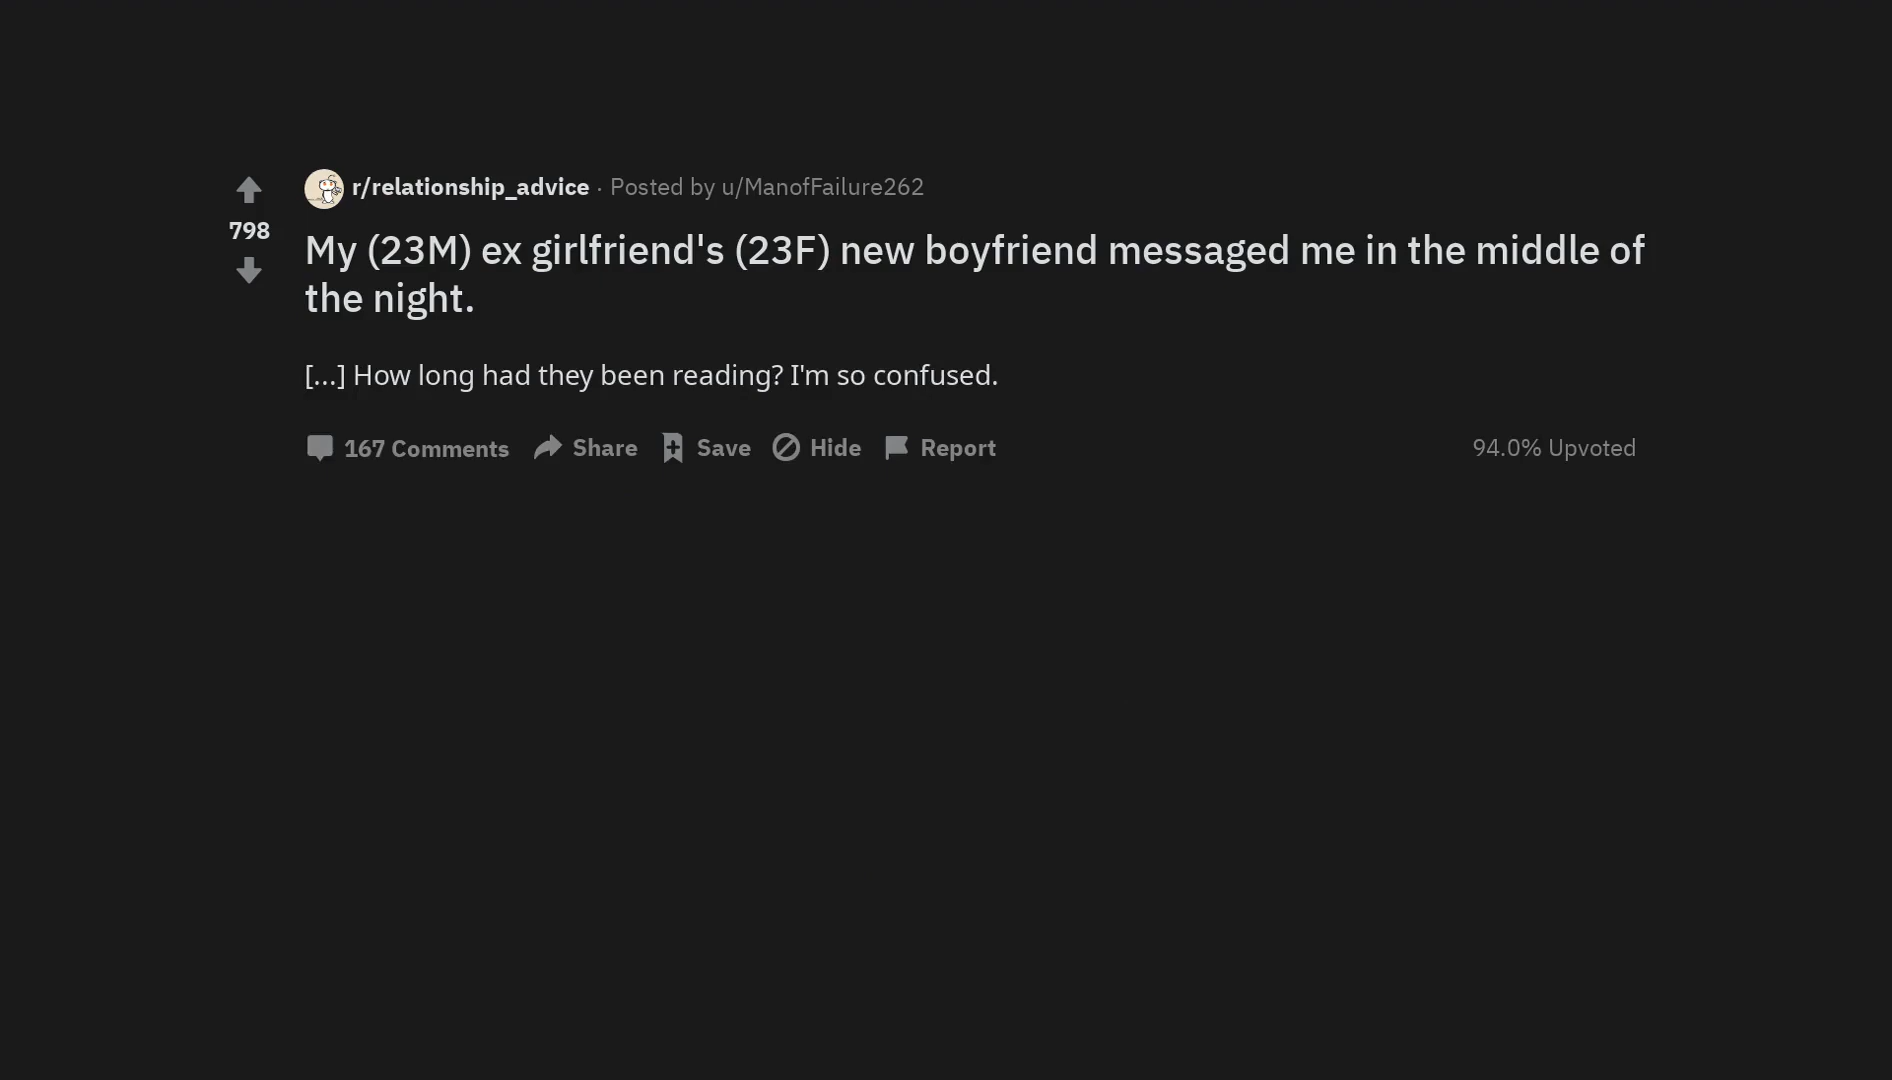 r/relationship_advice · Posted by u/ManofFailure262
798
My (23M) ex girlfriend's (23F) new boyfriend messaged me in the middle of
the night.
[...] How long had they been reading? I'm so confused.
167 Comments Share Save Hide Report 94.0% Upvoted